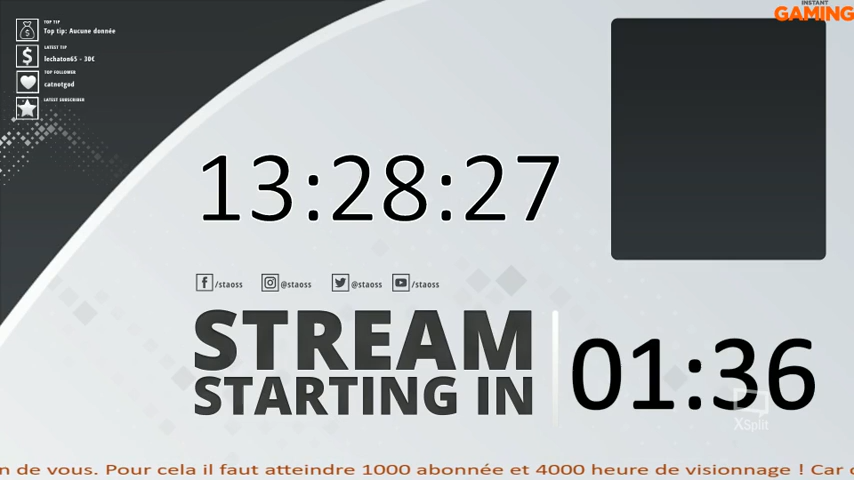 INSTANT
GAMING
TOP TIP
Top tip: Aucune donnée
LATEST TIP
lechaton65 - 30€
TOP FOLLOWER
catnotgod
LATEST SUBSCRIBER
13:28:27
/staoss
@staoss
@staoss
/staoss
STREAM
STARTING IN
01:36
XSplit
n de vous. Pour cela il faut atteindre 1000 abonnée et 4000 heure de visionnage ! Car